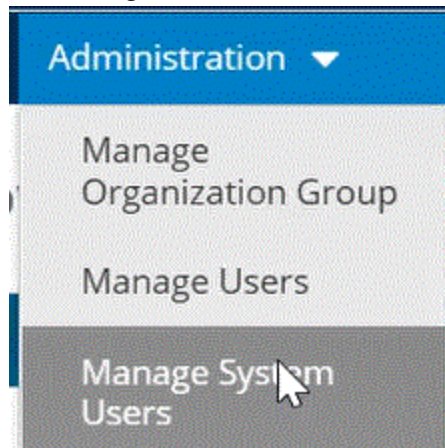 Administration
Manage
Organization Group
Manage Users
Manage System
Users